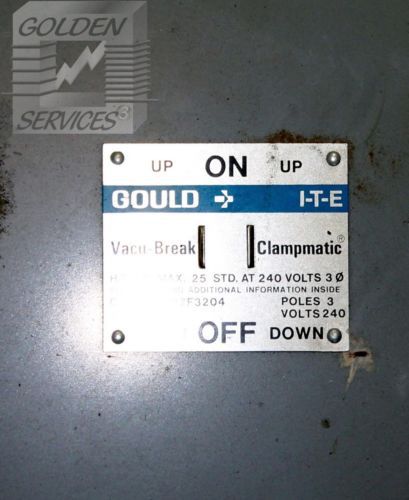 GOLDEN
SERVICES
UP ON UP
GOULD I-T-E
Vacu-Break Clampmatic®
MAX. 25 STD. AT 240 VOLTS 3 Ø
ADDITIONAL INFORMATION INSIDE
F3204 POLES 3
VOLTS 240
OFF DOWN